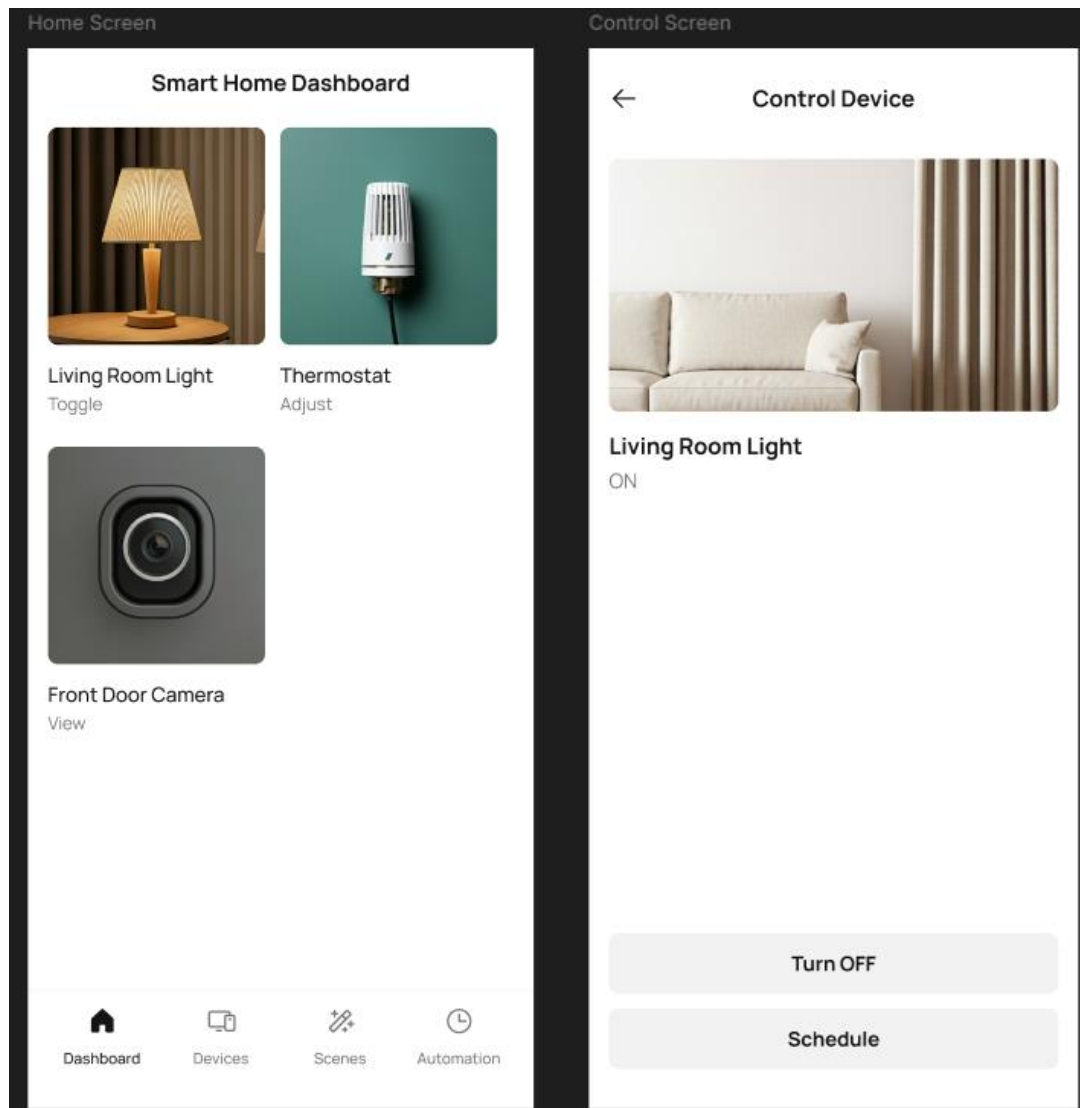 Home Screen
Smart Home Dashboard
Living Room Light
Toggle
Thermostat
Adjust
Front Door Camera
View
Dashboard
Devices
Scenes
Automation
Control Screen
Control Device
Living Room Light
ON
Turn OFF
Schedule